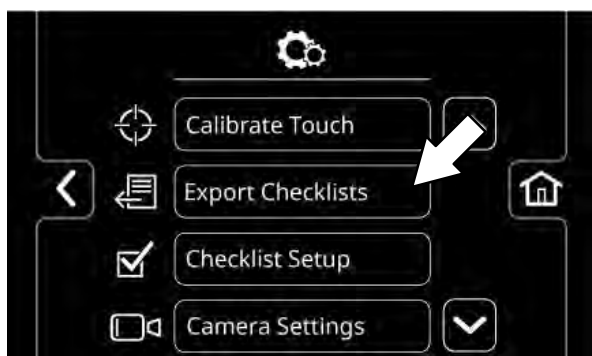 Calibrate Touch
Export Checklists
Checklist Setup
Camera Settings